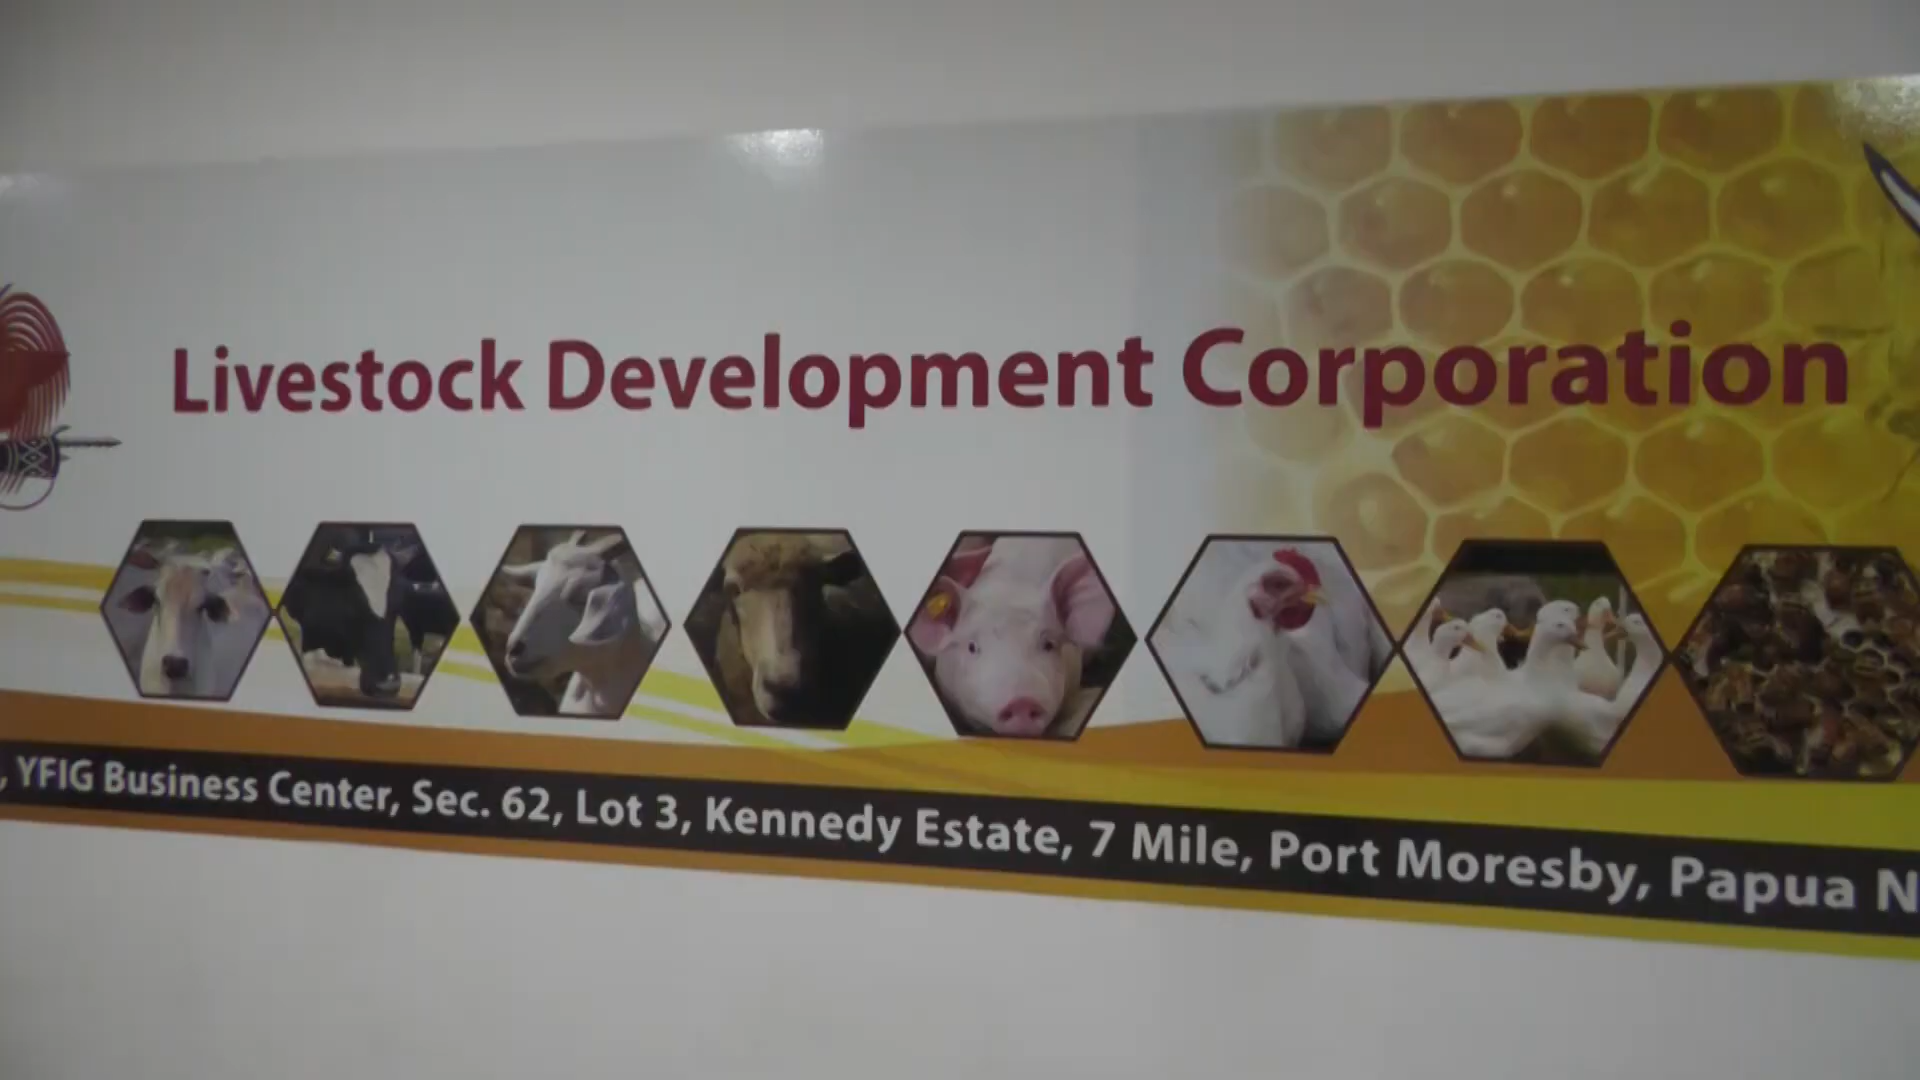 Livestock Development Corporation
, YFIG Business Center, Sec. 62, Lot 3, Kennedy Estate, 7 Mile, Port Moresby, Papua N